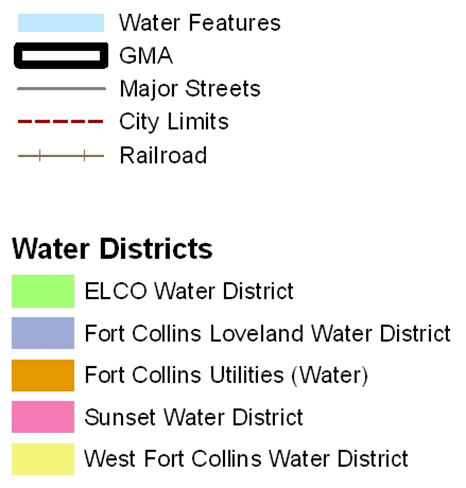 Water Features
GMA
Major Streets
City Limits
Railroad
Water Districts
ELCO Water District
Fort Collins Loveland Water District
Fort Collins Utilities (Water)
Sunset Water District
West Fort Collins Water District